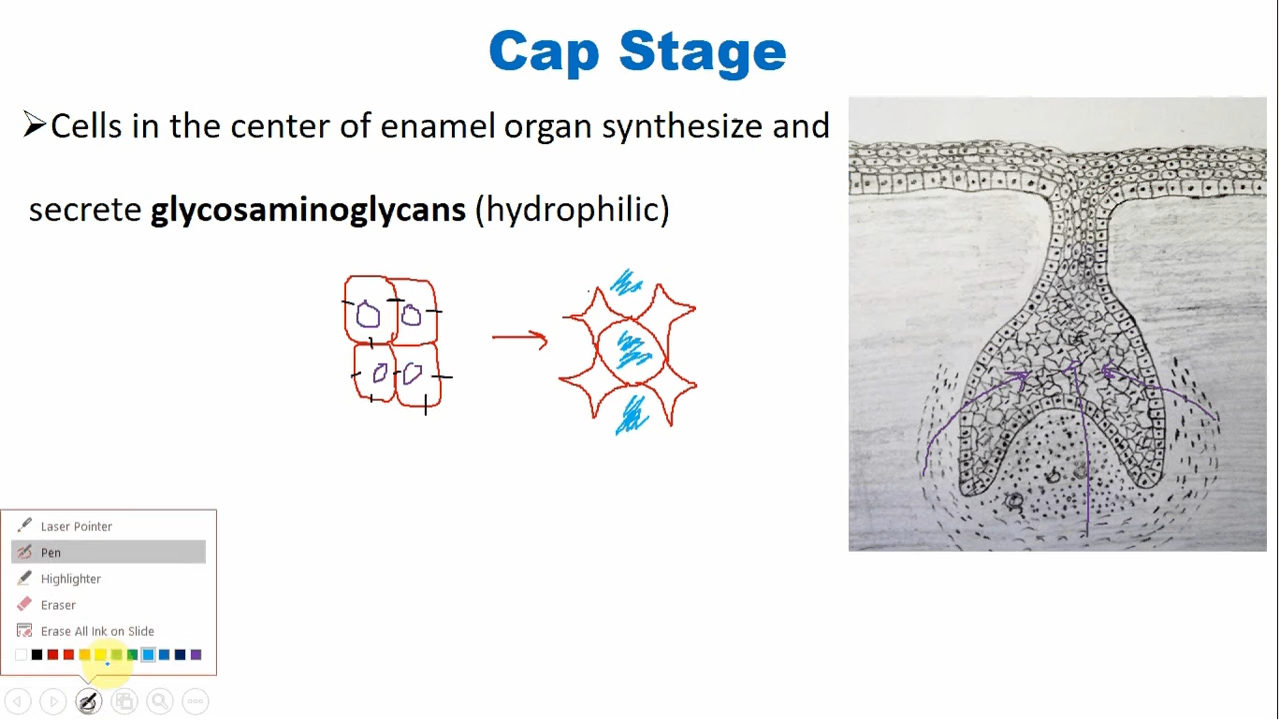 Cap Stage
➢Cells in the center of enamel organ synthesize and
secrete glycosaminoglycans (hydrophilic)
Laser Pointer
Pen
Highlighter
Eraser
Erase All Ink on Slide